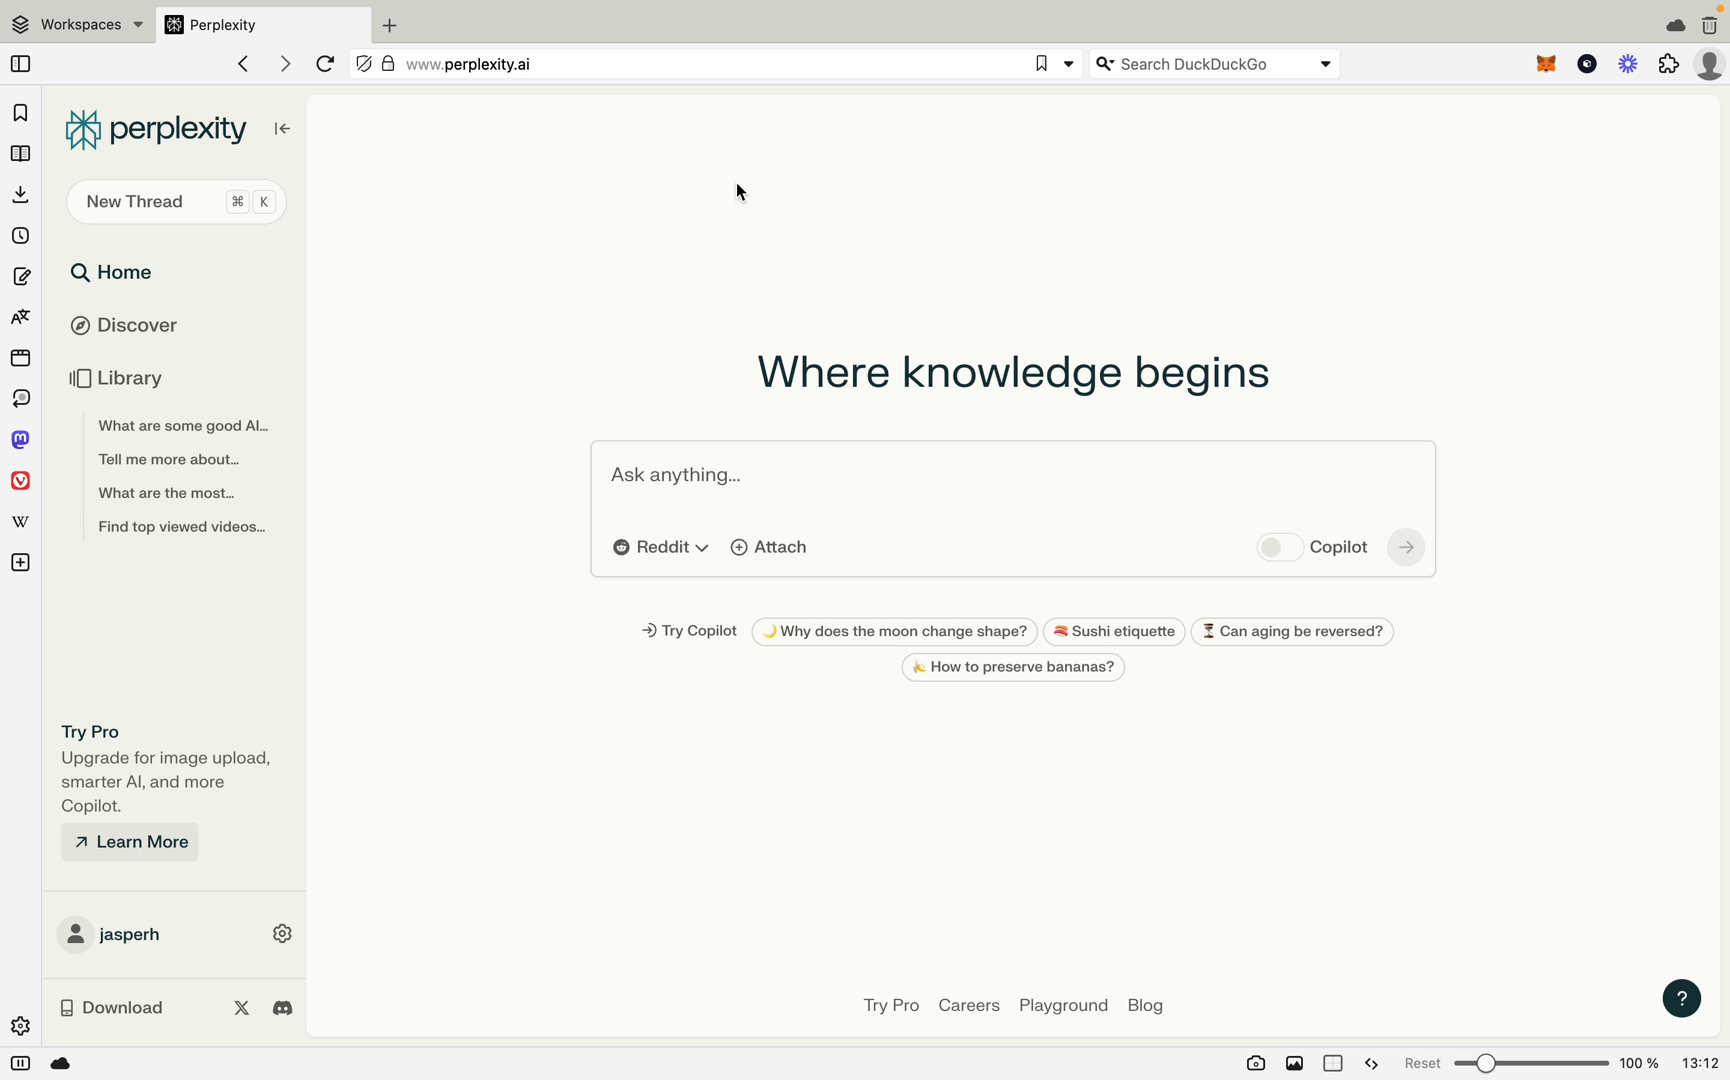 Workspaces
Perplexity
www.perplexity.ai
Search DuckDuckGo
perplexity
New Thread ⌘ K
Home
Discover
Library
What are some good AI...
Tell me more about...
What are the most...
Find top viewed videos...
Where knowledge begins
Ask anything...
Reddit Attach Copilot
Try Copilot Why does the moon change shape? Sushi etiquette Can aging be reversed?
How to preserve bananas?
Try Pro
Upgrade for image upload,
smarter AI, and more
Copilot.
Learn More
jasperh
Download
Try Pro Careers Playground Blog
?
Reset 100 % 13:12